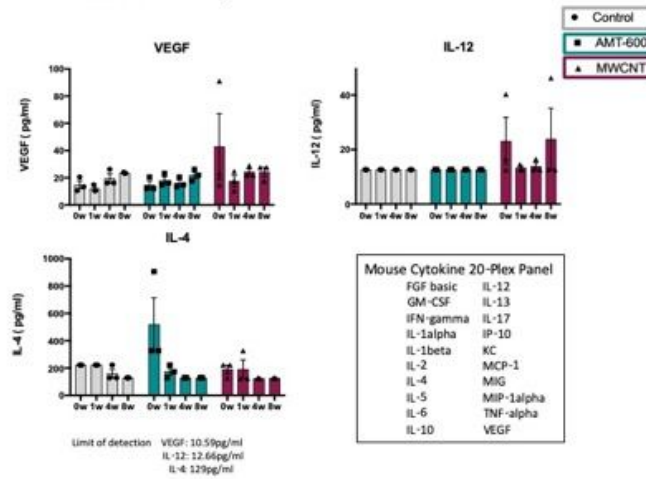 Control
AMT-600
MWCNT
VEGF
VEGF ( pg/ml)
100
80
60
40
20
0
0w 1w 4w 8w 0w 1w 4w 8w 0w 1w 4w 8w
IL-12
IL-12 ( pg/ml)
40
20
0w 1w 4w 8w 0w 1w 4w 8w 0w 1w 4w 8w
IL-4
IL-4 ( pg/ml)
1000
800
600
400
200
0
0w 1w 4w 8w 0w 1w 4w 8w 0w 1w 4w 8w
Limit of detection VEGF: 10.59pg/ml
IL-12: 12.66pg/ml
IL-4: 129pg/ml
Mouse Cytokine 20-Plex Panel
FGF basic IL-12
GM-CSF IL-13
IFN-gamma IL-17
IL-1alpha IP-10
IL-1beta KC
IL-2 MCP-1
IL-4 MIG
IL-5 MIP-1alpha
IL-6 TNF-alpha
IL-10 VEGF